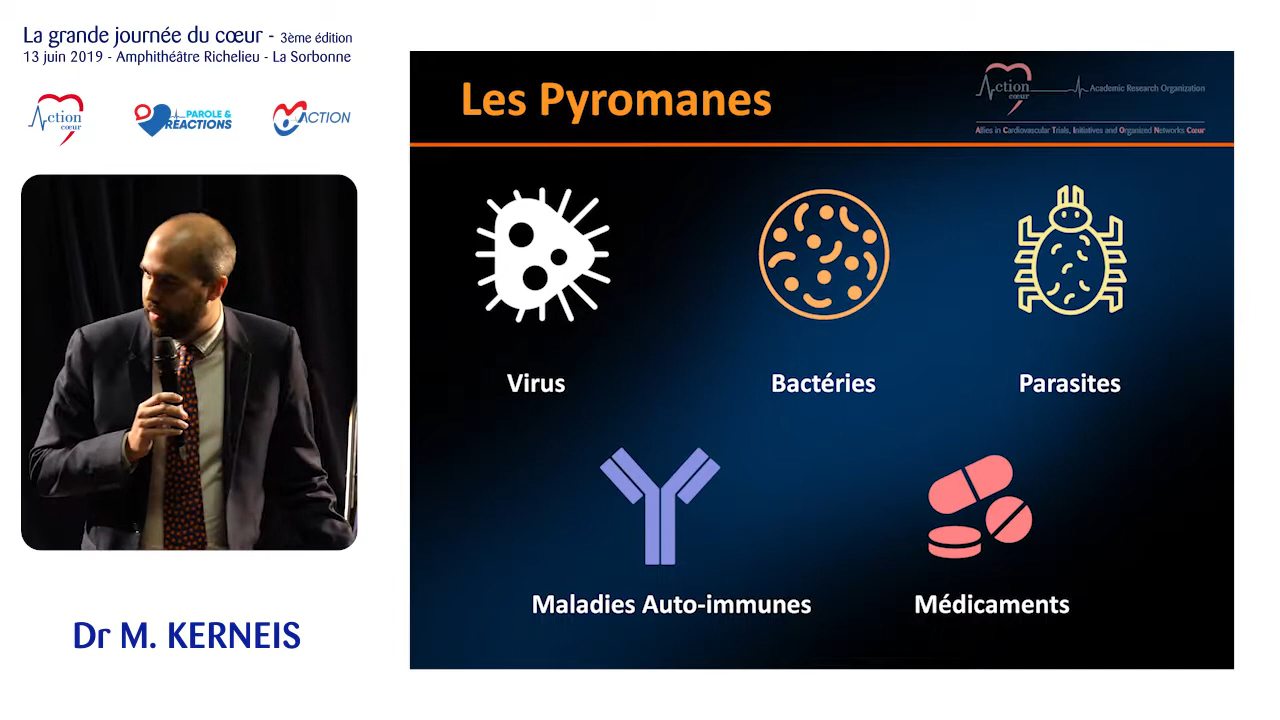 La grande journée du cœur - 3ème édition
13 juin 2019 - Amphithéâtre Richelieu - La Sorbonne
Action
cœur
PAROLE &
RÉACTIONS
ACTION
Les Pyromanes
Action
cœur
Academic Research Organization
Allies in Cardiovascular Trials, Initiatives and Organized Networks Cœur
Virus
Bactéries
Parasites
Maladies Auto-immunes
Médicaments
Dr M. KERNEIS